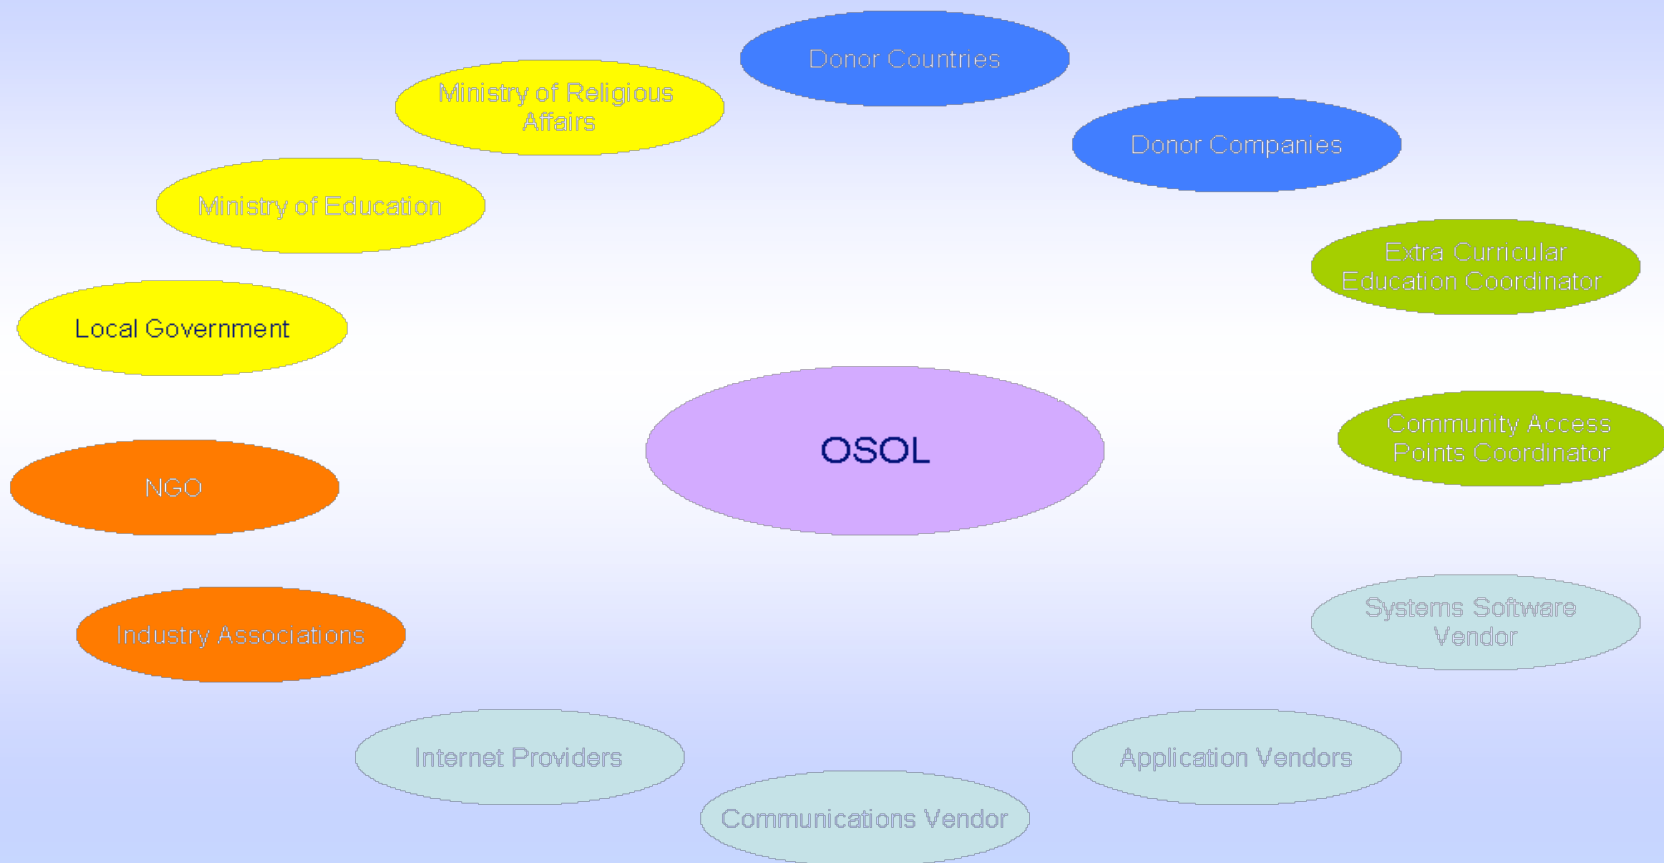 Donor Countries
Ministry of Religious
Affairs
Donor Companies
Ministry of Education
Extra Curricular
Education Coordinator
Local Government
OSOL
Community Access
Points Coordinator
NGO
Systems Software
Vendor
Industry Associations
Internet Providers
Application Vendors
Communications Vendor